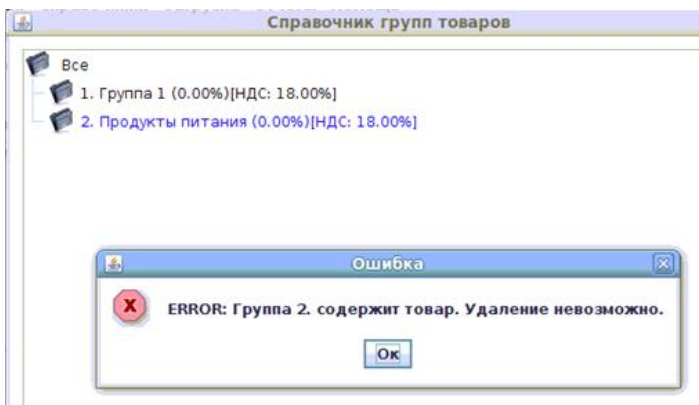 Справочник групп товаров
Все
1. Группа 1 (0.00%)[НДС: 18.00%]
2. Продукты питания (0.00%)[НДС: 18.00%]
Ошибка
ERROR: Группа 2. содержит товар. Удаление невозможно.
Ок